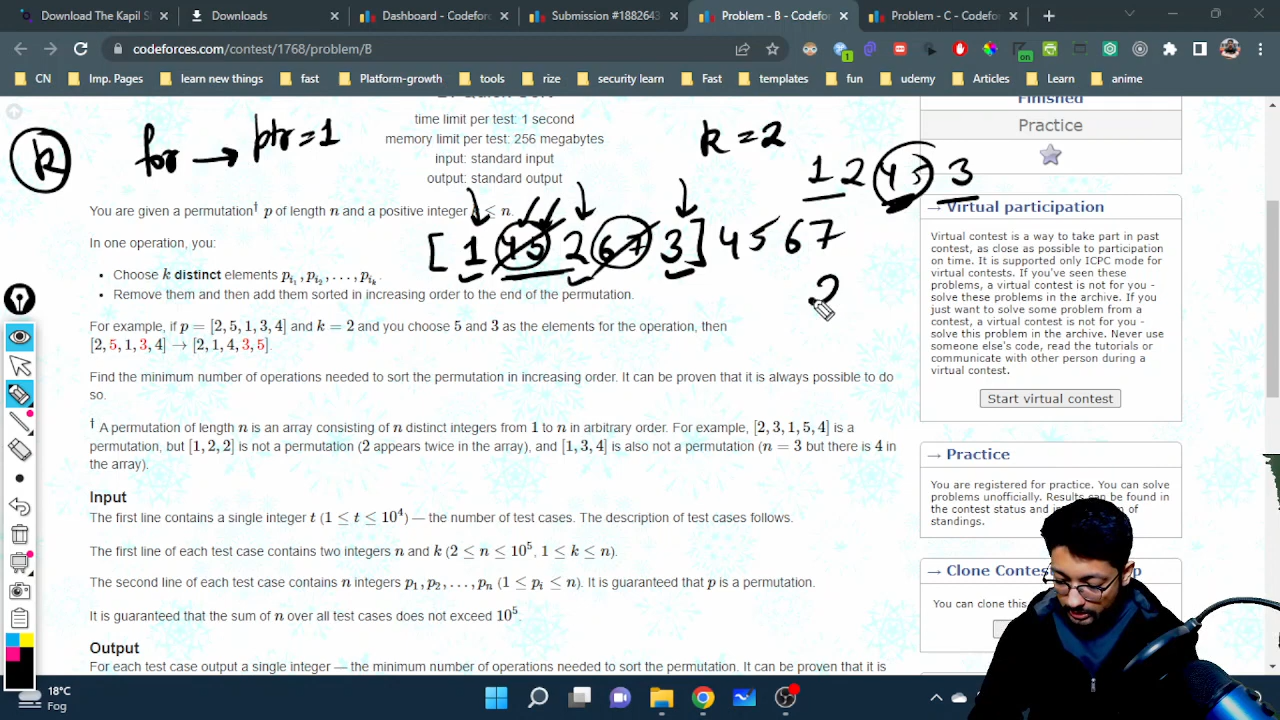 Download The Kapil S
Downloads
Dashboard - Codeforc
Submission #1882643
Problem - B - Codefor
Problem - C - Codefor
codeforces.com/contest/1768/problem/B
CN
Imp. Pages
learn new things
fast
Platform-growth
tools
rize
security learn
Fast
templates
fun
udemy
Articles
Learn
anime
1
on
time limit per test: 1 second
memory limit per test: 256 megabytes
input: standard input
output: standard output
k
for → ptr = 1
k = 2
1 2 4 5 3
[ 1 4 5 2 6 7 3 ] 4 5 6 7
2
You are given a permutation† p of length n and a positive integer k ≤ n.
In one operation, you:
• Choose k distinct elements p_{i_1}, p_{i_2}, ..., p_{i_k}.
• Remove them and then add them sorted in increasing order to the end of the permutation.
For example, if p = [2, 5, 1, 3, 4] and k = 2 and you choose 5 and 3 as the elements for the operation, then
[2, 5, 1, 3, 4] → [2, 1, 4, 3, 5].
Find the minimum number of operations needed to sort the permutation in increasing order. It can be proven that it is always possible to do
so.
† A permutation of length n is an array consisting of n distinct integers from 1 to n in arbitrary order. For example, [2, 3, 1, 5, 4] is a
permutation, but [1, 2, 2] is not a permutation (2 appears twice in the array), and [1, 3, 4] is also not a permutation (n = 3 but there is 4 in
the array).
Input
The first line contains a single integer t (1 ≤ t ≤ 10⁴) — the number of test cases. The description of test cases follows.
The first line of each test case contains two integers n and k (2 ≤ n ≤ 10⁵, 1 ≤ k ≤ n).
The second line of each test case contains n integers p₁, p₂, ..., pₙ (1 ≤ pᵢ ≤ n). It is guaranteed that p is a permutation.
It is guaranteed that the sum of n over all test cases does not exceed 10⁵.
Output
For each test case output a single integer — the minimum number of operations needed to sort the permutation. It can be proven that it is
Finished
Practice
→ Virtual participation
Virtual contest is a way to take part in past
contest, as close as possible to participation
on time. It is supported only ICPC mode for
virtual contests. If you've seen these
problems, a virtual contest is not for you -
solve these problems in the archive. If you
just want to solve some problem from a
contest, a virtual contest is not for you -
solve this problem in the archive. Never use
someone else's code, read the tutorials or
communicate with other person during a
virtual contest.
Start virtual contest
→ Practice
You are registered for practice. You can solve
problems unofficially. Results can be found in
the contest status and in
standings.
→ Clone Contes
You can clone this
18°C
Fog